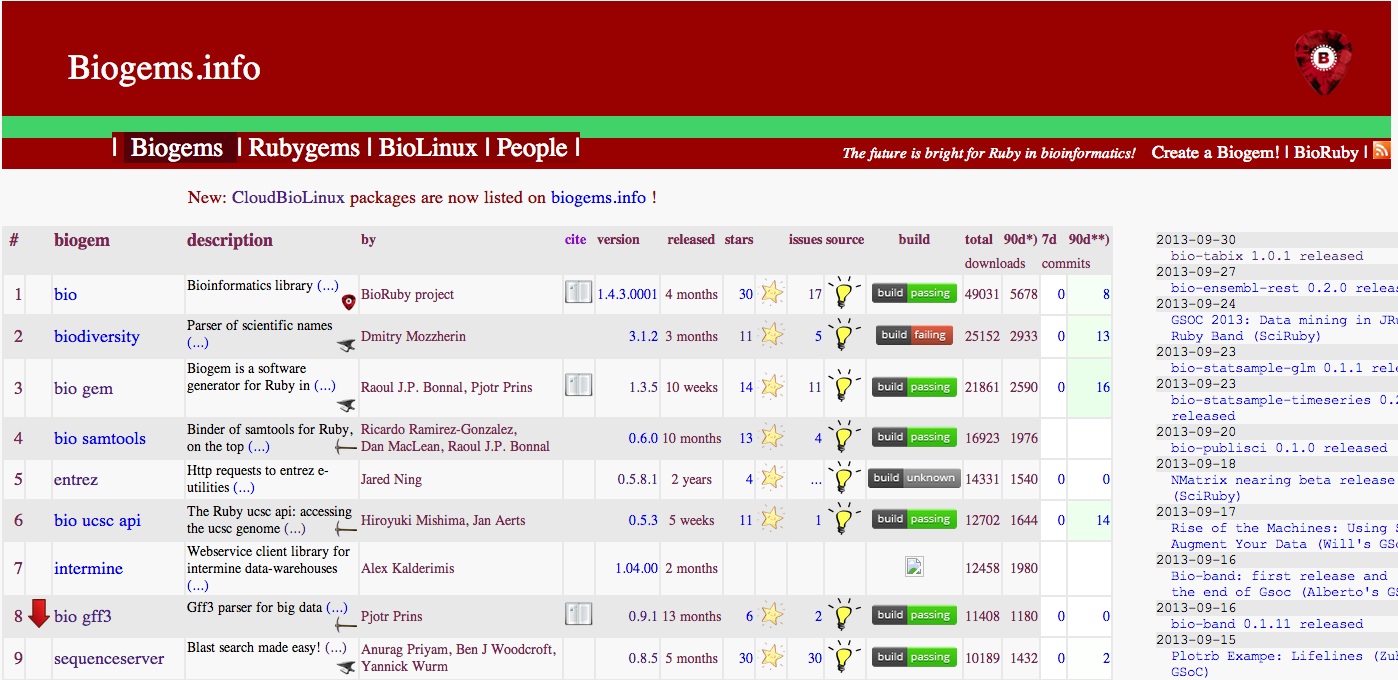 Biogems.info
B
| Biogems | Rubygems | BioLinux | People |
The future is bright for Ruby in bioinformatics! Create a Biogem! | BioRuby |
New: CloudBioLinux packages are now listed on biogems.info !
# biogem description by cite version released stars issues source build total 90d*) 7d 90d**)
downloads commits
1 bio Bioinformatics library (...) BioRuby project 1.4.3.0001 4 months 30 17 build passing 49031 5678 0 8
2 biodiversity Parser of scientific names
(...) Dmitry Mozzherin 3.1.2 3 months 11 5 build failing 25152 2933 0 13
3 bio gem Biogem is a software
generator for Ruby in (...) Raoul J.P. Bonnal, Pjotr Prins 1.3.5 10 weeks 14 11 build passing 21861 2590 0 16
4 bio samtools Binder of samtools for Ruby,
on the top (...) Ricardo Ramirez-Gonzalez,
Dan MacLean, Raoul J.P. Bonnal 0.6.0 10 months 13 4 build passing 16923 1976
5 entrez Http requests to entrez e-
utilities (...) Jared Ning 0.5.8.1 2 years 4 ... build unknown 14331 1540 0 0
6 bio ucsc api The Ruby ucsc api: accessing
the ucsc genome (...) Hiroyuki Mishima, Jan Aerts 0.5.3 5 weeks 11 1 build passing 12702 1644 0 14
7 intermine Webservice client library for
intermine data-warehouses
(...) Alex Kalderimis 1.04.00 2 months 12458 1980
8 bio gff3 Gff3 parser for big data (...) Pjotr Prins 0.9.1 13 months 6 2 build passing 11408 1180 0 0
9 sequenceserver Blast search made easy! (...) Anurag Priyam, Ben J Woodcroft,
Yannick Wurm 0.8.5 5 months 30 30 build passing 10189 1432 0 2
2013-09-30
bio-tabix 1.0.1 released
2013-09-27
bio-ensembl-rest 0.2.0 releas
2013-09-24
GSOC 2013: Data mining in JRu
Ruby Band (SciRuby)
2013-09-23
bio-statsample-glm 0.1.1 rele
2013-09-23
bio-statsample-timeseries 0.2
released
2013-09-20
bio-publisci 0.1.0 released
2013-09-18
NMatrix nearing beta release
(SciRuby)
2013-09-17
Rise of the Machines: Using S
Augment Your Data (Will's GSo
2013-09-16
Bio-band: first release and
the end of Gsoc (Alberto's GS
2013-09-16
bio-band 0.1.11 released
2013-09-15
Plotrb Exampe: Lifelines (Zu
GSoC)